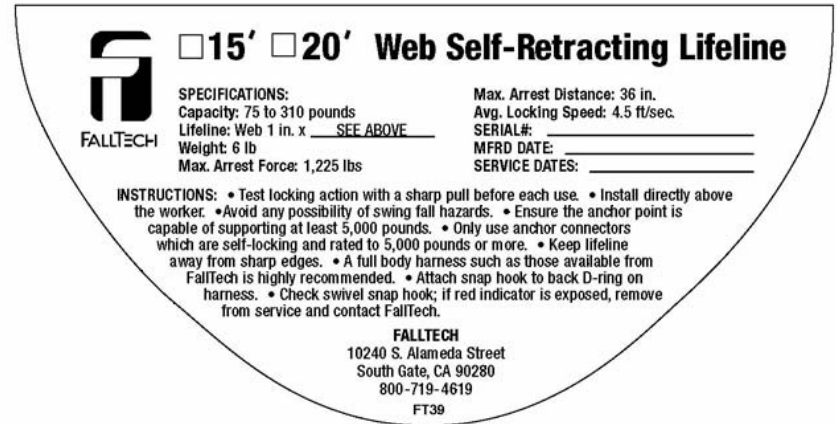 □15′ □20′ Web Self-Retracting Lifeline
FALLTECH
SPECIFICATIONS:
Capacity: 75 to 310 pounds
Lifeline: Web 1 in. x SEE ABOVE
Weight: 6 lb
Max. Arrest Force: 1,225 lbs
Max. Arrest Distance: 36 in.
Avg. Locking Speed: 4.5 ft/sec.
SERIAL#:
MFRD DATE:
SERVICE DATES:
INSTRUCTIONS: • Test locking action with a sharp pull before each use. • Install directly above
the worker. •Avoid any possibility of swing fall hazards. • Ensure the anchor point is
capable of supporting at least 5,000 pounds. • Only use anchor connectors
which are self-locking and rated to 5,000 pounds or more. • Keep lifeline
away from sharp edges. • A full body harness such as those available from
FallTech is highly recommended. • Attach snap hook to back D-ring on
harness. • Check swivel snap hook; if red indicator is exposed, remove
from service and contact FallTech.
FALLTECH
10240 S. Alameda Street
South Gate, CA 90280
800-719-4619
FT39